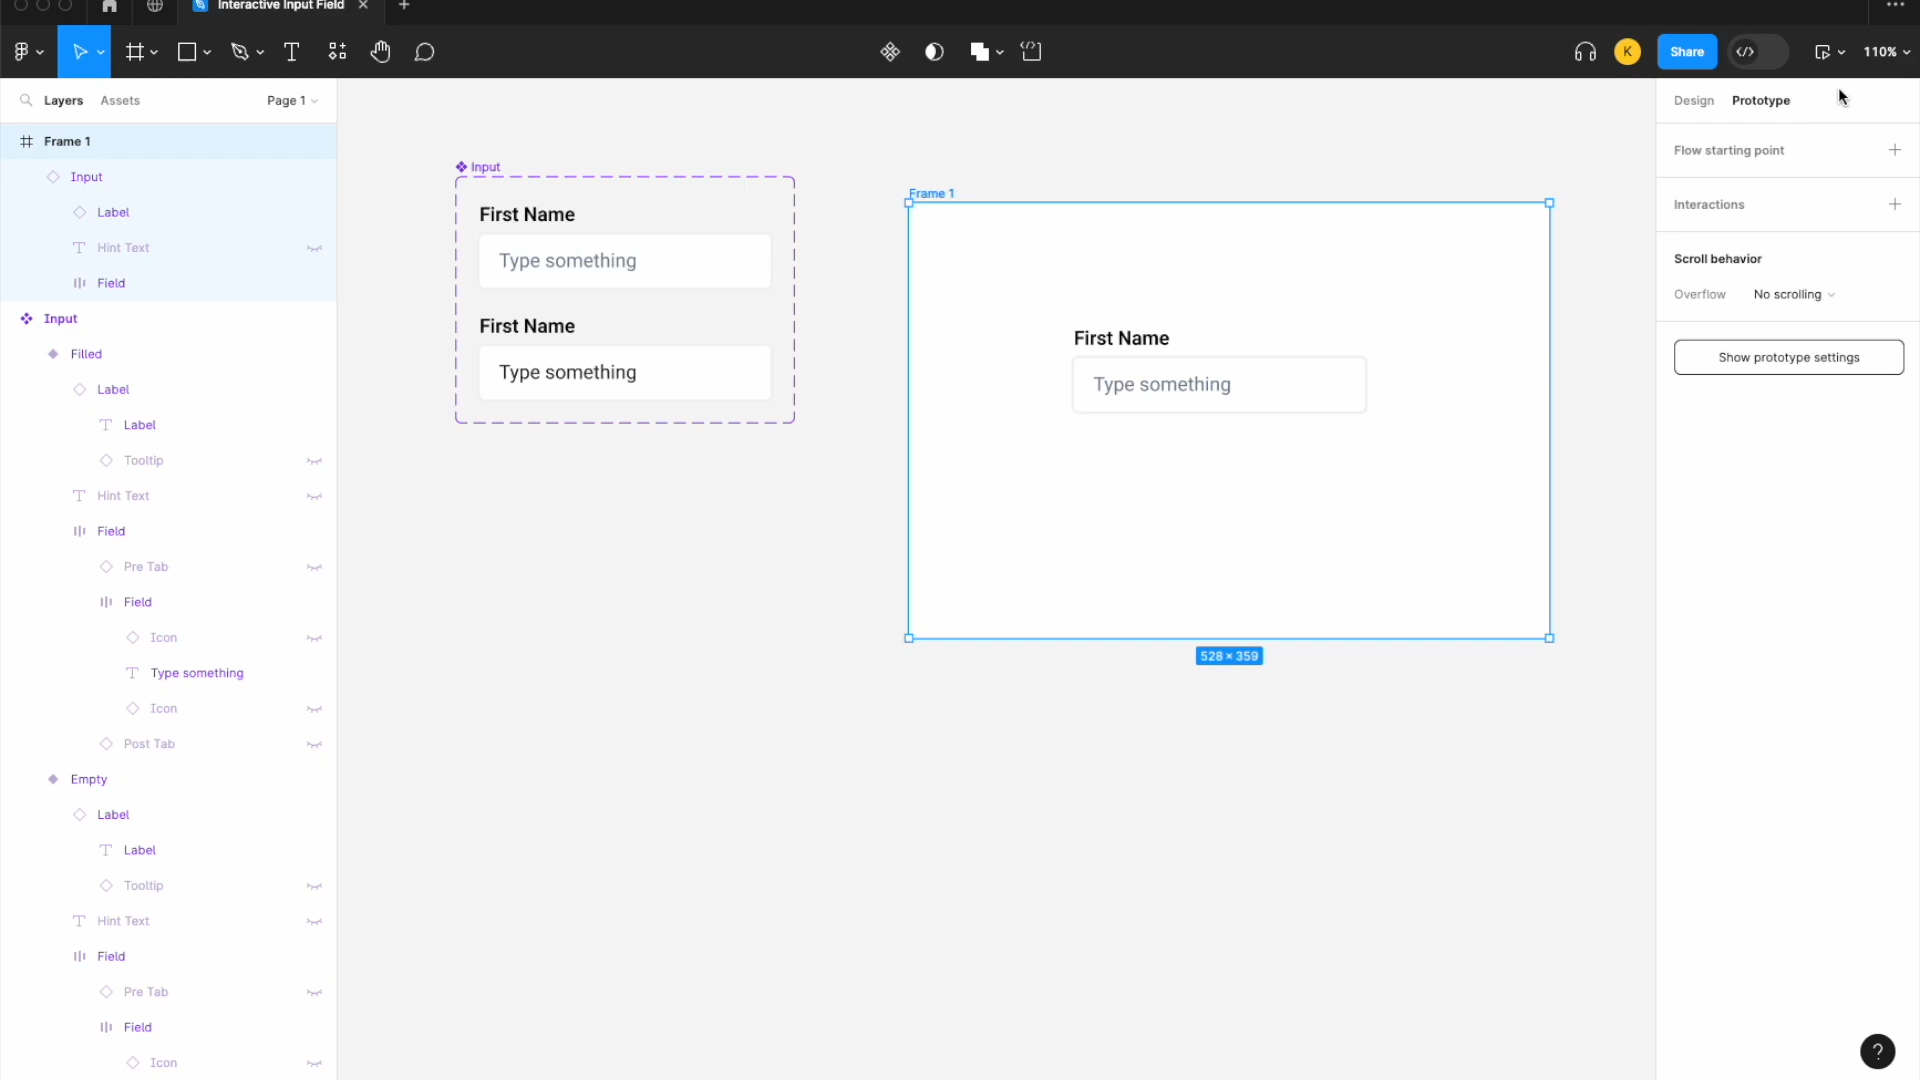 Interactive Input Field
Share
110%
Layers
Assets
Page 1
Design
Prototype
Frame 1
Input
Label
Hint Text
Field
Input
Filled
Label
Label
Tooltip
Hint Text
Field
Pre Tab
Field
Icon
Type something
Icon
Post Tab
Empty
Label
Label
Tooltip
Hint Text
Field
Pre Tab
Field
Icon
Input
First Name
Type something
First Name
Type something
Frame 1
First Name
Type something
528 × 359
Flow starting point
Interactions
Scroll behavior
Overflow
No scrolling
Show prototype settings
K
?